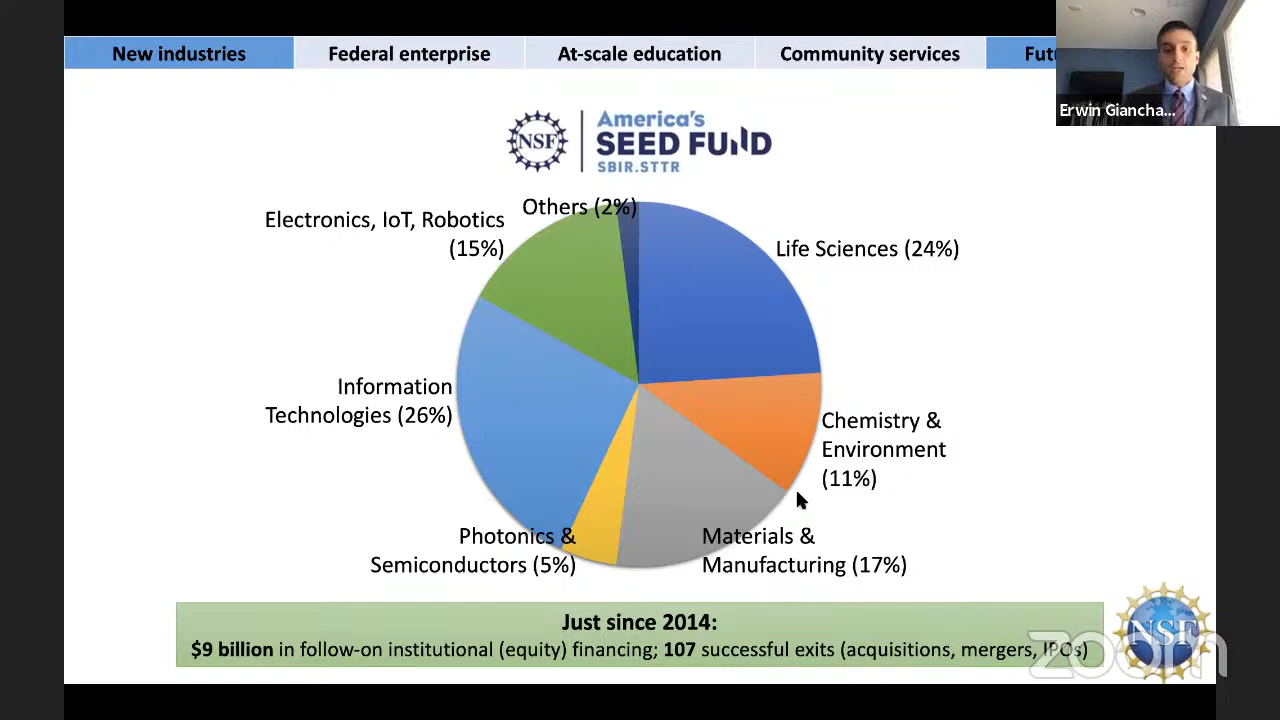 New industries
Federal enterprise
At-scale education
Community services
Erwin Giancha...
NSF
America's
SEED FUND
SBIR.STTR
Others (2%)
Electronics, IoT, Robotics
(15%)
Life Sciences (24%)
Information
Technologies (26%)
Chemistry &
Environment
(11%)
Photonics &
Semiconductors (5%)
Materials &
Manufacturing (17%)
Just since 2014:
$9 billion in follow-on institutional (equity) financing; 107 successful exits (acquisitions, mergers, IPOs)
NSF
zoom